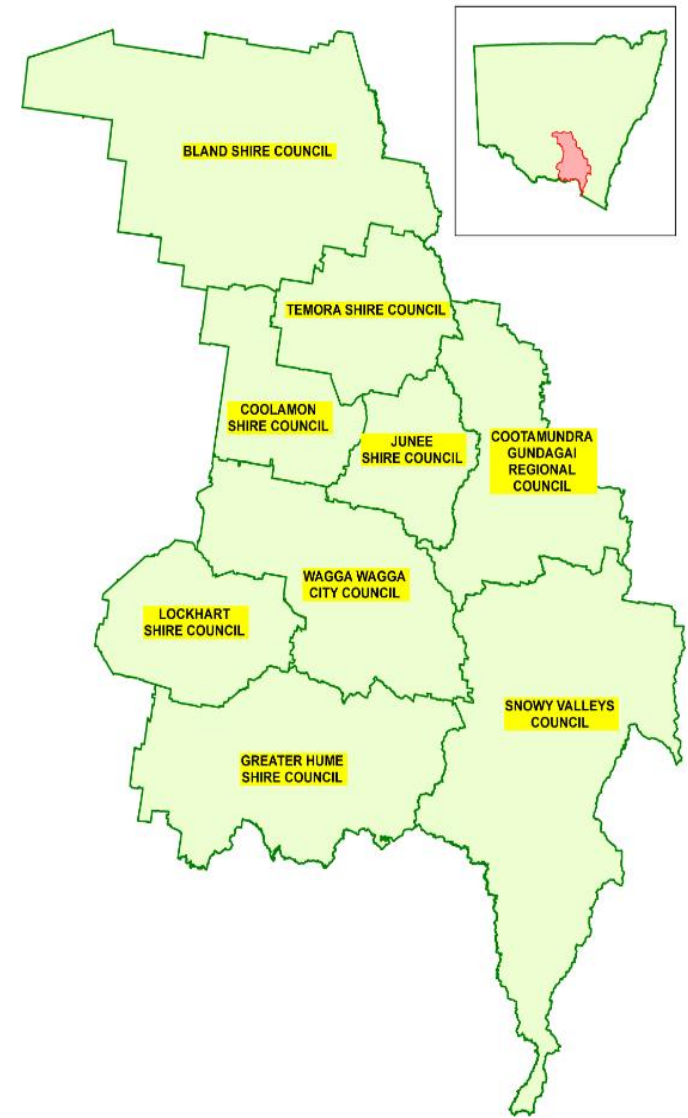 BLAND SHIRE COUNCIL
TEMORA SHIRE COUNCIL
COOLAMON
SHIRE COUNCIL
JUNEE
SHIRE COUNCIL
COOTAMUNDRA
GUNDAGAI
REGIONAL
COUNCIL
WAGGA WAGGA
CITY COUNCIL
LOCKHART
SHIRE COUNCIL
SNOWY VALLEYS
COUNCIL
GREATER HUME
SHIRE COUNCIL